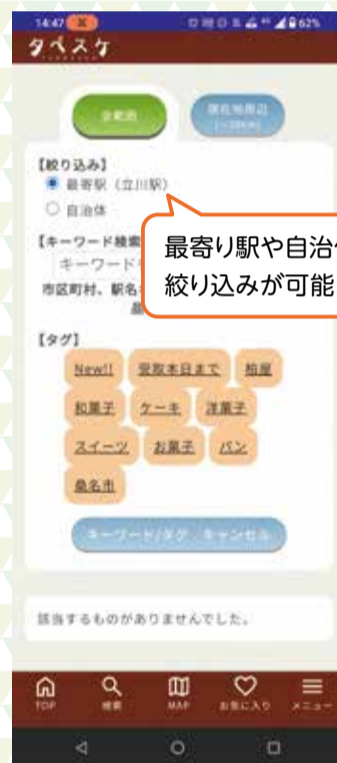 14:47
62%
タベスケ
全範囲
現在地周辺
【絞り込み】
最寄駅（立川駅）
自治体
最寄り駅や自治
絞り込みが可能
【キーワード検索
キーワード
市区町村、駅名
【タグ】
New!!
受取本日まで
柏屋
和菓子
ケーキ
洋菓子
スイーツ
お菓子
パン
桑名市
キーワード/タグ キャンセル
該当するものがありませんでした。
TOP
検索
MAP
お気に入り
メニュー